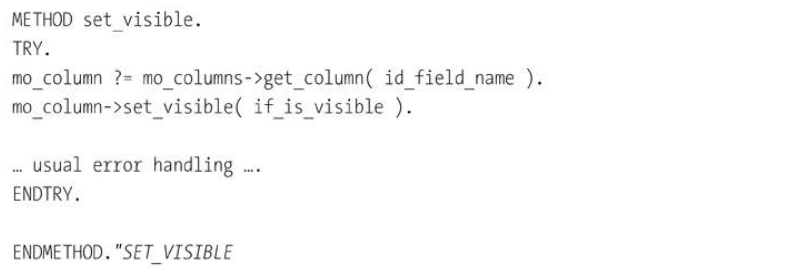 METHOD set_visible.
TRY.
mo_column ?= mo_columns->get_column( id_field_name ).
mo_column->set_visible( if_is_visible ).
… usual error handling ….
ENDTRY.
ENDMETHOD."SET_VISIBLE